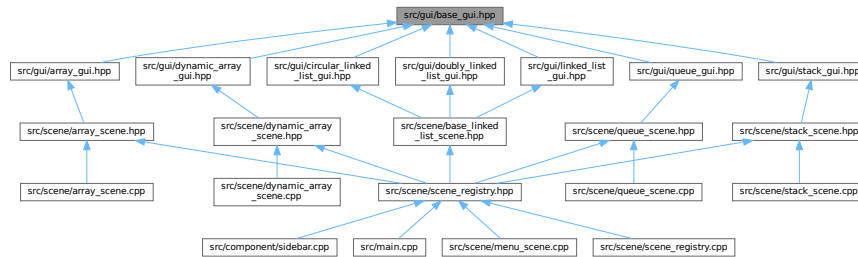 src/gui/base_gui.hpp
src/gui/array_gui.hpp
src/gui/dynamic_array
_gui.hpp
src/gui/circular_linked
_list_gui.hpp
src/gui/doubly_linked
_list_gui.hpp
src/gui/linked_list
_gui.hpp
src/gui/queue_gui.hpp
src/gui/stack_gui.hpp
src/scene/array_scene.hpp
src/scene/dynamic_array
_scene.hpp
src/scene/base_linked
_list_scene.hpp
src/scene/queue_scene.hpp
src/scene/stack_scene.hpp
src/scene/array_scene.cpp
src/scene/dynamic_array
_scene.cpp
src/scene/scene_registry.hpp
src/scene/queue_scene.cpp
src/scene/stack_scene.cpp
src/component/sidebar.cpp
src/main.cpp
src/scene/menu_scene.cpp
src/scene/scene_registry.cpp